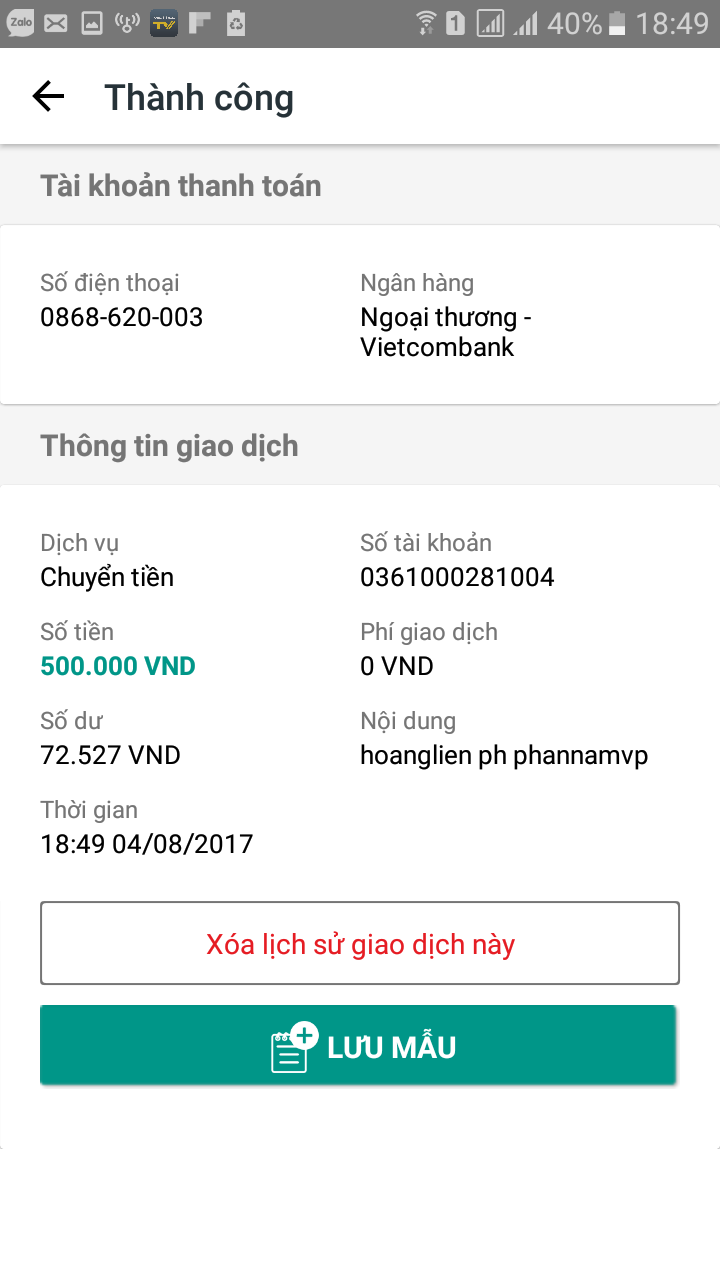 Zalo
1
40%
18:49
Thành công
Tài khoản thanh toán
Số điện thoại
0868-620-003
Ngân hàng
Ngoại thương -
Vietcombank
Thông tin giao dịch
Dịch vụ
Chuyển tiền
Số tài khoản
0361000281004
Số tiền
500.000 VND
Phí giao dịch
0 VND
Số dư
72.527 VND
Nội dung
hoanglien ph phannamvp
Thời gian
18:49 04/08/2017
Xóa lịch sử giao dịch này
LƯU MẪU